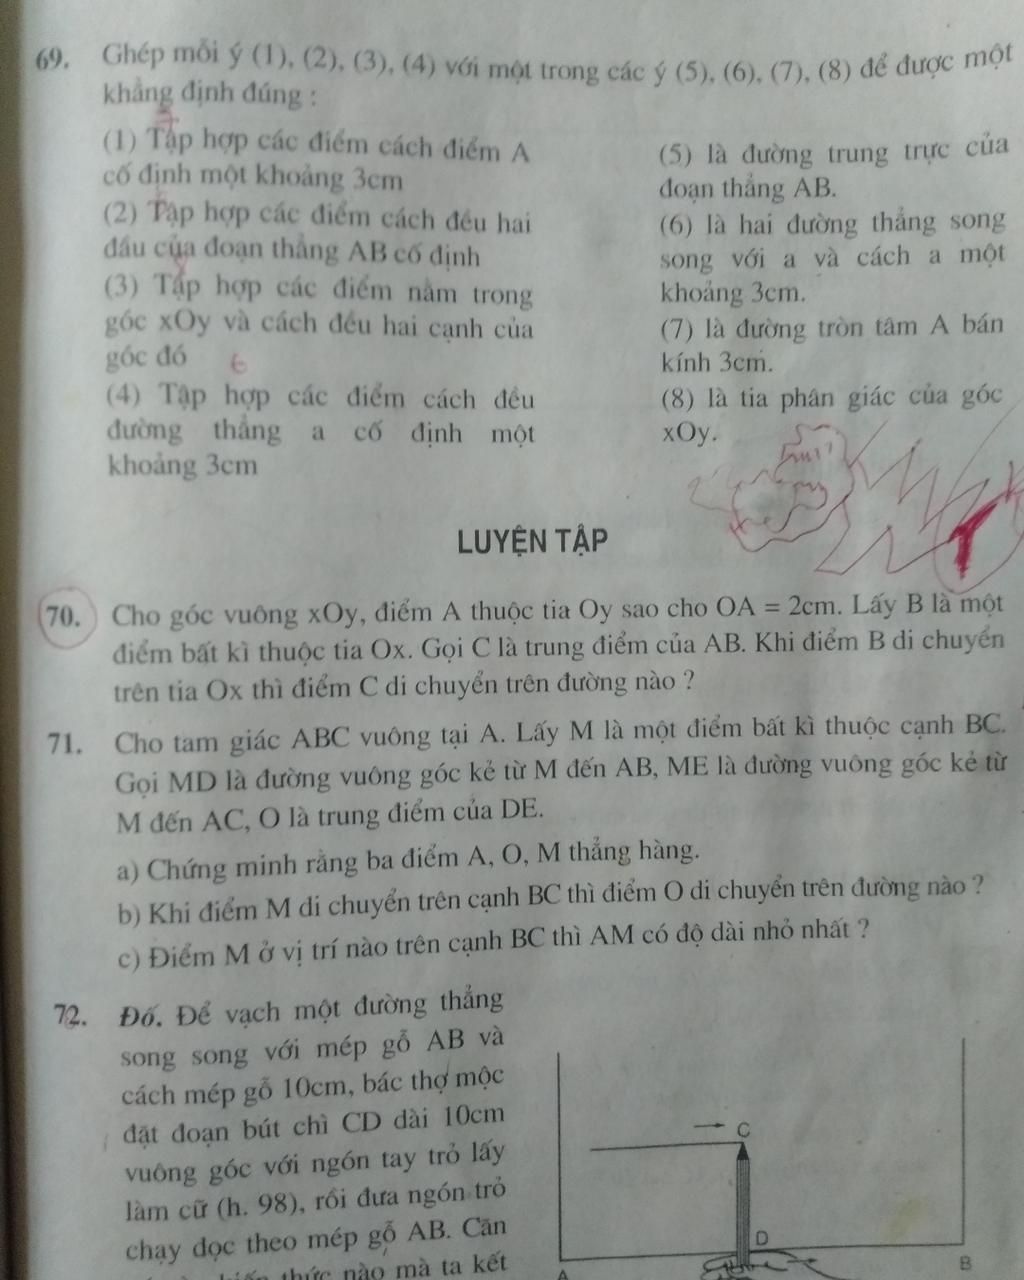 69. Ghép mỗi ý (1), (2), (3), (4) với một trong các ý (5), (6), (7), (8) để được một
khẳng định đúng :
(1) Tập hợp các điểm cách điểm A
cố định một khoảng 3cm
(2) Tập hợp các điểm cách đều hai
đầu của đoạn thẳng AB cố định
(3) Tập hợp các điểm nằm trong
góc xOy và cách đều hai cạnh của
góc đó
(4) Tập hợp các điểm cách đều
đường thẳng a cố định một
khoảng 3cm
(5) là đường trung trực của
đoạn thẳng AB.
(6) là hai đường thẳng song
song với a và cách a một
khoảng 3cm.
(7) là đường tròn tâm A bán
kính 3cm.
(8) là tia phân giác của góc
xOy.
LUYỆN TẬP
70. Cho góc vuông xOy, điểm A thuộc tia Oy sao cho OA = 2cm. Lấy B là một
điểm bất kì thuộc tia Ox. Gọi C là trung điểm của AB. Khi điểm B di chuyển
trên tia Ox thì điểm C di chuyển trên đường nào ?
71. Cho tam giác ABC vuông tại A. Lấy M là một điểm bất kì thuộc cạnh BC.
Gọi MD là đường vuông góc kẻ từ M đến AB, ME là đường vuông góc kẻ từ
M đến AC, O là trung điểm của DE.
a) Chứng minh rằng ba điểm A, O, M thẳng hàng.
b) Khi điểm M di chuyển trên cạnh BC thì điểm O di chuyển trên đường nào ?
c) Điểm M ở vị trí nào trên cạnh BC thì AM có độ dài nhỏ nhất ?
72. Đố. Để vạch một đường thẳng
song song với mép gỗ AB và
cách mép gỗ 10cm, bác thợ mộc
đặt đoạn bút chì CD dài 10cm
vuông góc với ngón tay trỏ lấy
làm cữ (h. 98), rồi đưa ngón trỏ
chạy dọc theo mép gỗ AB. Căn
thức nào mà ta kết
C
D
A
B